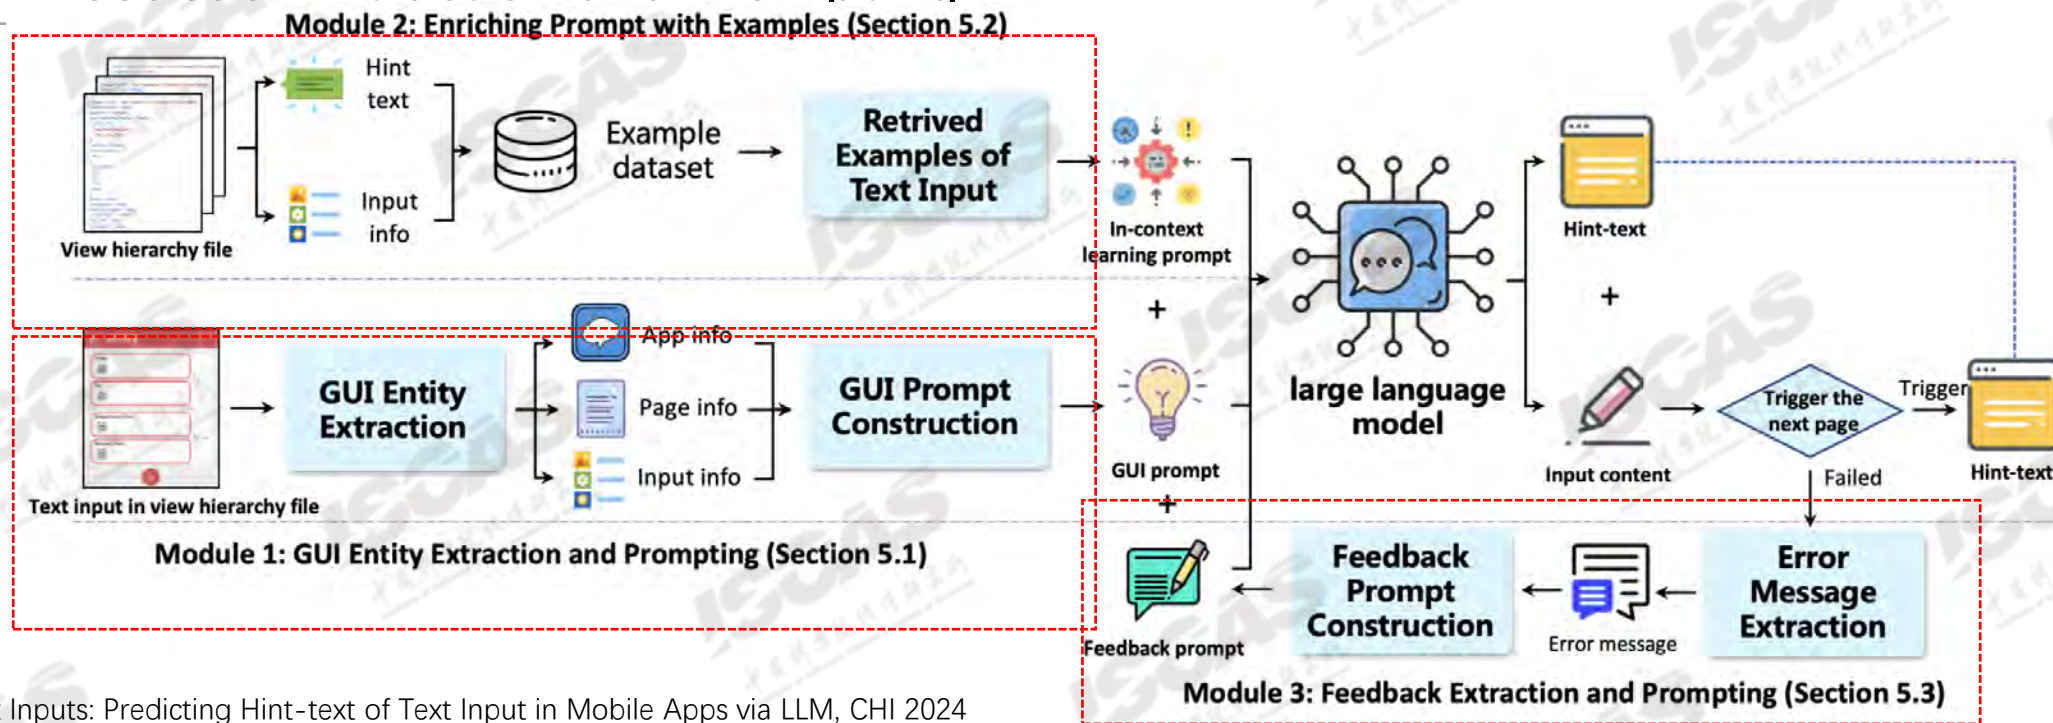 Module 2: Enriching Prompt with Examples (Section 5.2)
Hint
text
Input
info
View hierarchy file
Example
dataset
Retrived
Examples of
Text Input
In-context
learning prompt
+
Hint-text
+
Text input in view hierarchy file
GUI Entity
Extraction
App info
Page info
Input info
GUI Prompt
Construction
GUI prompt
+
large language
model
Input content
Trigger the
next page
Trigger
Failed
Hint-text
Module 1: GUI Entity Extraction and Prompting (Section 5.1)
Feedback prompt
Feedback
Prompt
Construction
Error message
Error
Message
Extraction
Module 3: Feedback Extraction and Prompting (Section 5.3)
Inputs: Predicting Hint-text of Text Input in Mobile Apps via LLM, CHI 2024
ISCAS